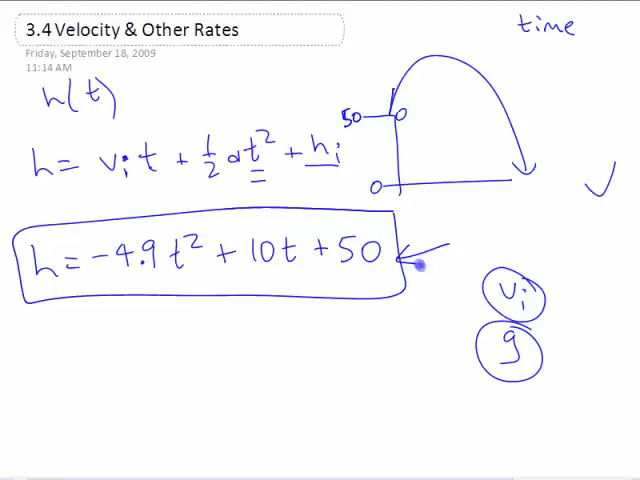 3.4 Velocity & Other Rates
Friday, September 18, 2009
11:14 AM
time
h(t)
50
0
h = vᵢt + ½at² + hᵢ
0
h = -4.9t² + 10t + 50
vᵢ
g